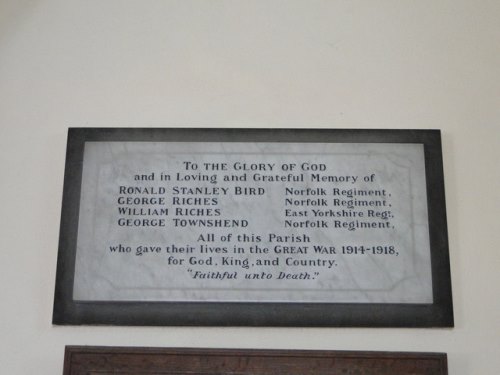 TO THE GLORY OF GOD
and in Loving and Grateful Memory of
RONALD STANLEY BIRD Norfolk Regiment,
GEORGE RICHES Norfolk Regiment,
WILLIAM RICHES East Yorkshire Regt,
GEORGE TOWNSHEND Norfolk Regiment,
All of this Parish
who gave their lives in the GREAT WAR 1914-1918,
for God, King, and Country.
"Faithful unto Death."